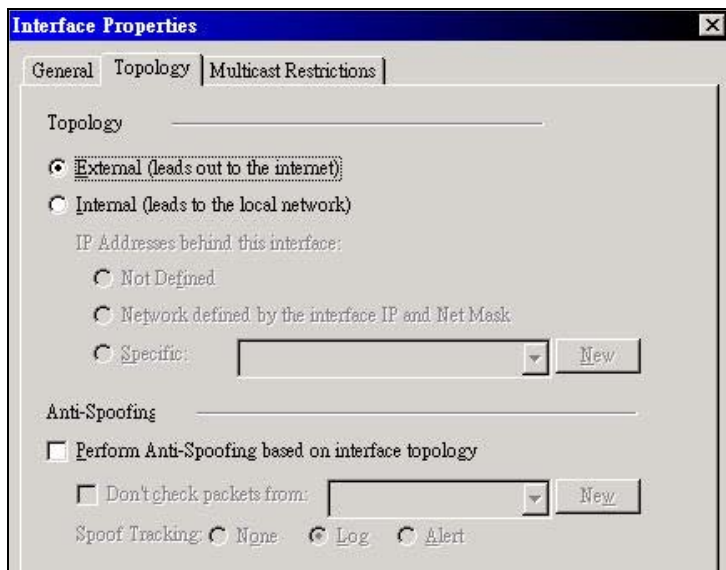 Interface Properties
General Topology Multicast Restrictions
Topology
External (leads out to the internet)
Internal (leads to the local network)
IP Addresses behind this interface:
Not Defined
Network defined by the interface IP and Net Mask
Specific: New
Anti-Spoofing
Perform Anti-Spoofing based on interface topology
Don't check packets from: New
Spoof Tracking: None Log Alert